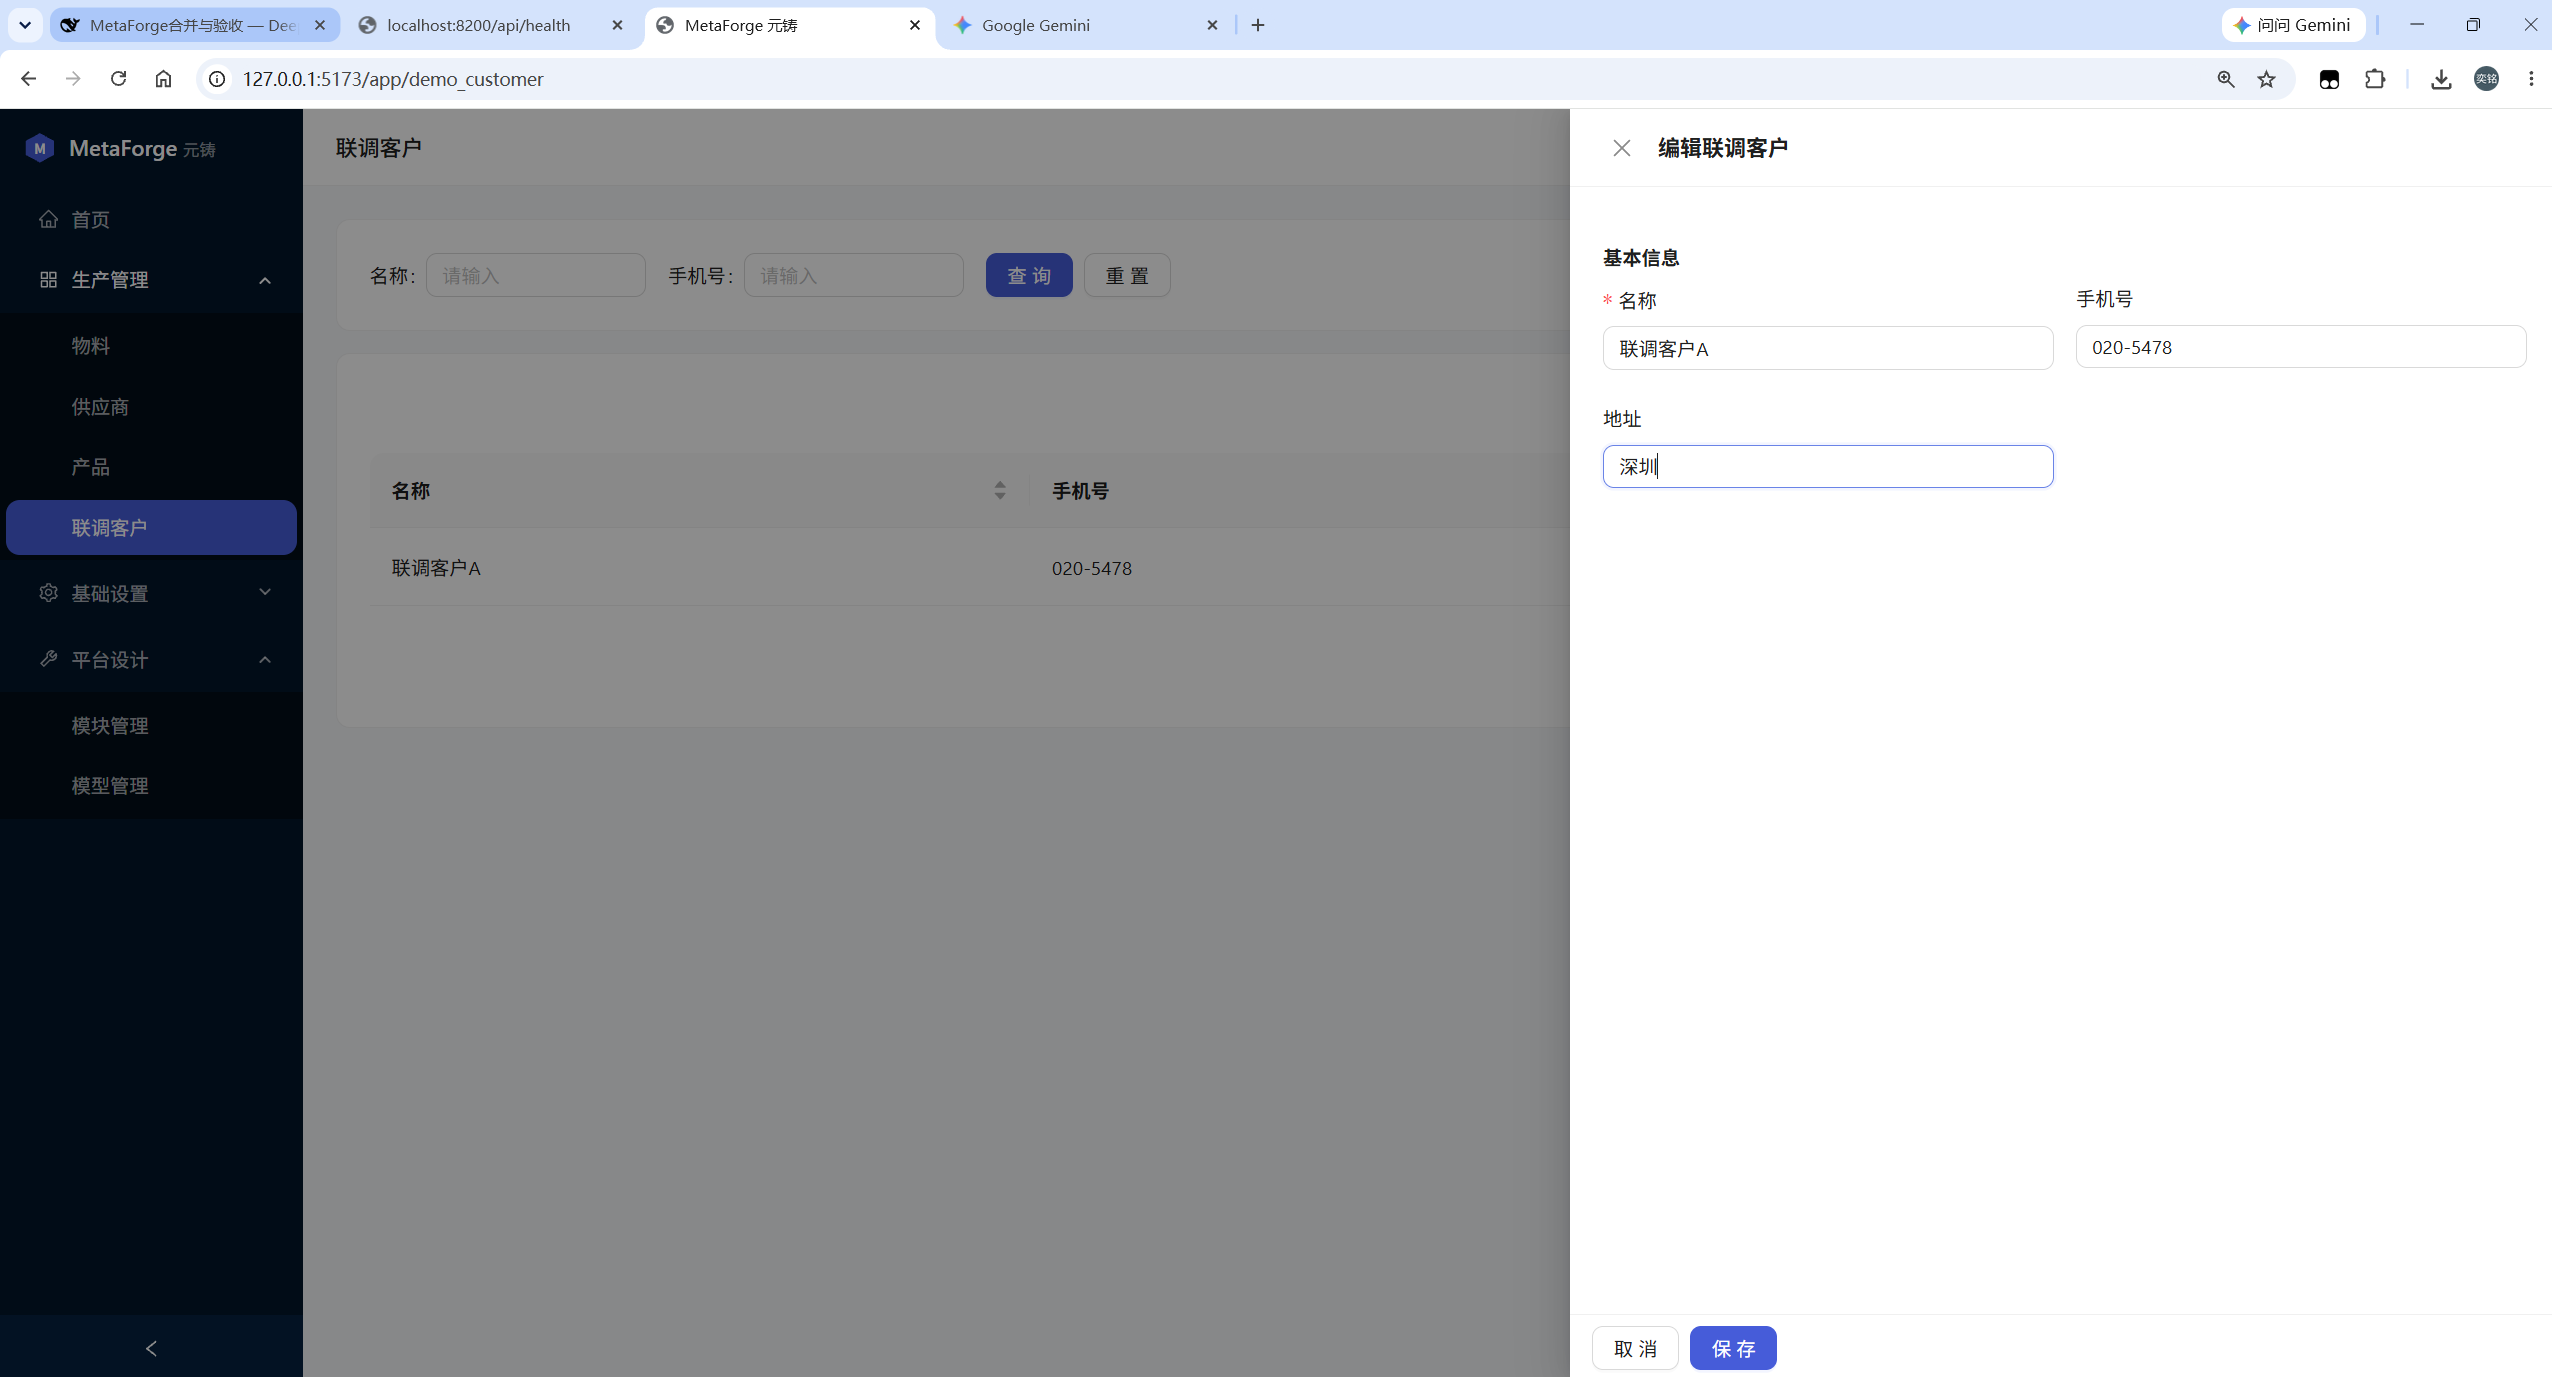 MetaForge合并与验收 — Dee
localhost:8200/api/health
MetaForge 元铸
Google Gemini
问问 Gemini
127.0.0.1:5173/app/demo_customer
奕铭
M MetaForge 元铸
首页
生产管理
物料
供应商
产品
联调客户
基础设置
平台设计
模块管理
模型管理
联调客户
名称: 请输入 手机号: 请输入 查 询 重 置
名称 手机号
联调客户A 020-5478
编辑联调客户
基本信息
* 名称 手机号
联调客户A 020-5478
地址
深圳
取 消 保 存